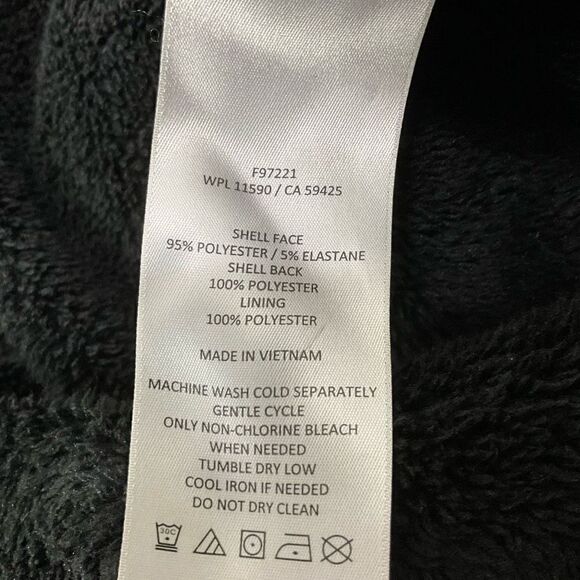 F97221
WPL 11590 / CA 59425
SHELL FACE
95% POLYESTER / 5% ELASTANE
SHELL BACK
100% POLYESTER
LINING
100% POLYESTER
MADE IN VIETNAM
MACHINE WASH COLD SEPARATELY
GENTLE CYCLE
ONLY NON-CHLORINE BLEACH
WHEN NEEDED
TUMBLE DRY LOW
COOL IRON IF NEEDED
DO NOT DRY CLEAN
30C